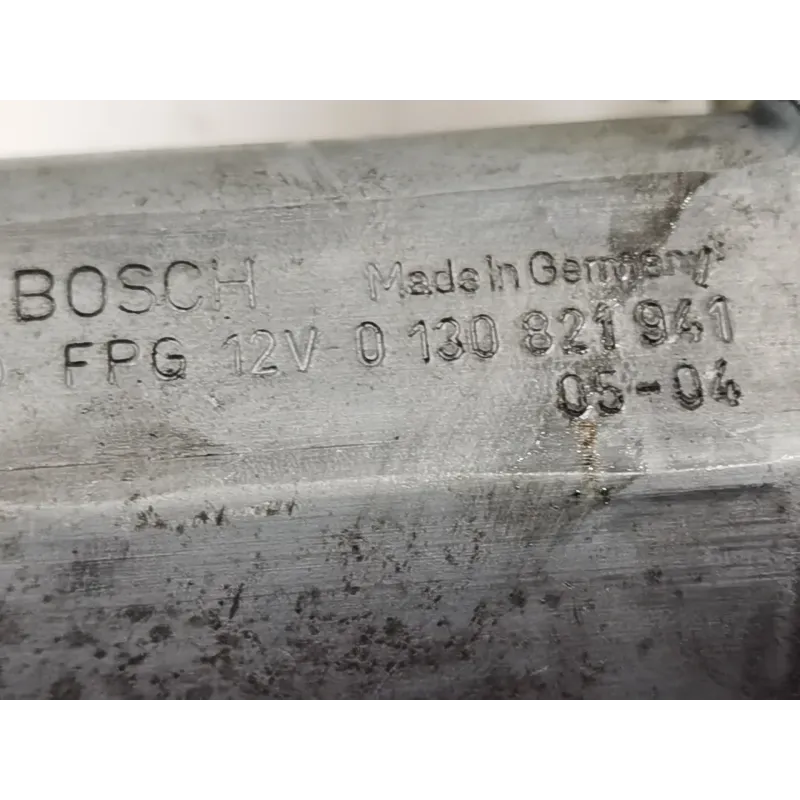 BOSCH Made in Germany
FPG 12V 0 130 821 941
05-04